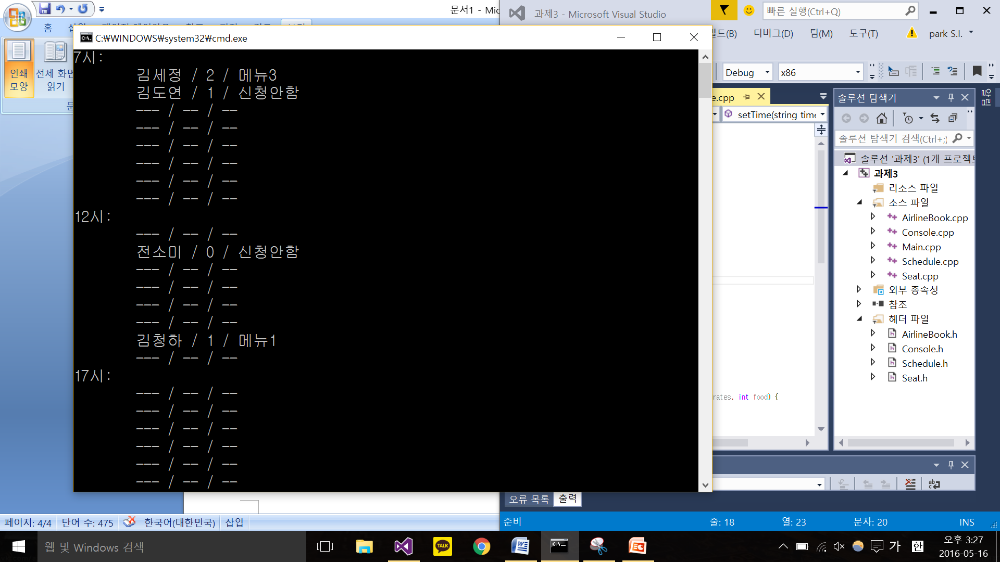 문서1 - Mic
홈
C:₩WINDOWS₩system32₩cmd.exe
인쇄
모양
전체 화면
읽기
7시:
김세정 / 2 / 메뉴3
김도연 / 1 / 신청안함
--- / -- / --
--- / -- / --
--- / -- / --
--- / -- / --
--- / -- / --
--- / -- / --
12시:
--- / -- / --
전소미 / 0 / 신청안함
--- / -- / --
--- / -- / --
--- / -- / --
--- / -- / --
김청하 / 1 / 메뉴1
--- / -- / --
17시:
--- / -- / --
--- / -- / --
--- / -- / --
--- / -- / --
--- / -- / --
--- / -- / --
과제3 - Microsoft Visual Studio
빠른 실행(Ctrl+Q)
빌드(B) 디버그(D) 팀(M) 도구(T) park S.I.
Debug x86
e.cpp
setTime(string time
rates, int food) {
솔루션 탐색기
알림
솔루션 탐색기 검색(Ctrl+;)
솔루션 '과제3' (1개 프로젝트
과제3
리소스 파일
소스 파일
AirlineBook.cpp
Console.cpp
Main.cpp
Schedule.cpp
Seat.cpp
외부 종속성
참조
헤더 파일
AirlineBook.h
Console.h
Schedule.h
Seat.h
오류 목록 출력
페이지: 4/4 단어 수: 475 한국어(대한민국) 삽입
준비 줄: 18 열: 23 문자: 20 INS
웹 및 Windows 검색
TALK
가 한
오후 3:27
2016-05-16